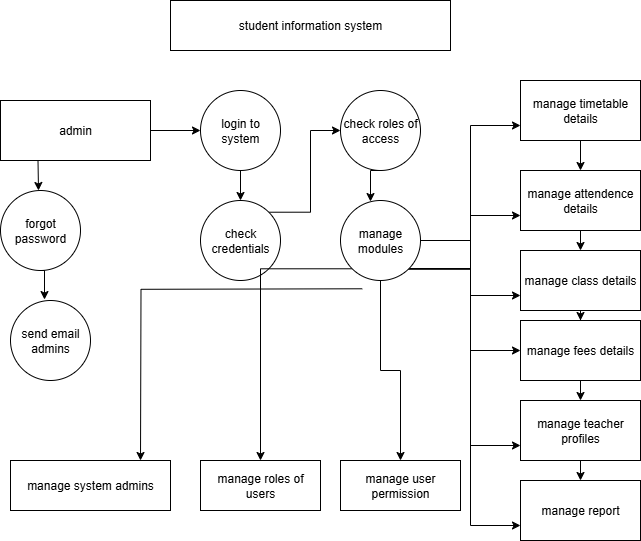 student information system
admin
login to
system
check roles of
access
manage timetable
details
forgot
password
check
credentials
manage
modules
manage attendence
details
manage class details
send email
admins
manage fees details
manage teacher
profiles
manage system admins
manage roles of
users
manage user
permission
manage report